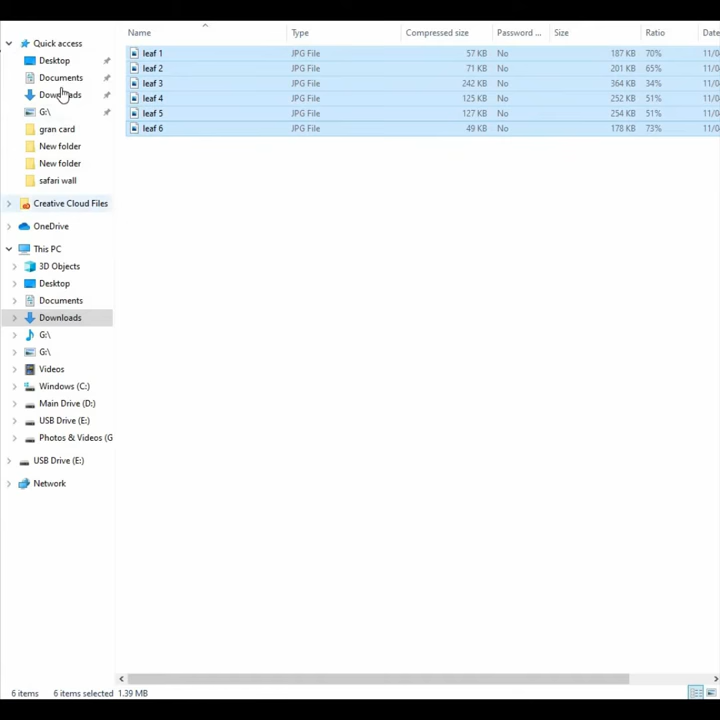 Name Type Compressed size Password ... Size Ratio Date
Quick access
Desktop
Documents
Downloads
G:\
gran card
New folder
New folder
safari wall
Creative Cloud Files
OneDrive
This PC
3D Objects
Desktop
Documents
Downloads
G:\
G:\
Videos
Windows (C:)
Main Drive (D:)
USB Drive (E:)
Photos & Videos (G
USB Drive (E:)
Network
leaf 1 JPG File 57 KB No 187 KB 70% 11/0
leaf 2 JPG File 71 KB No 201 KB 65% 11/0
leaf 3 JPG File 242 KB No 364 KB 34% 11/0
leaf 4 JPG File 125 KB No 252 KB 51% 11/0
leaf 5 JPG File 127 KB No 254 KB 51% 11/0
leaf 6 JPG File 49 KB No 178 KB 73% 11/0
6 items 6 items selected 1.39 MB